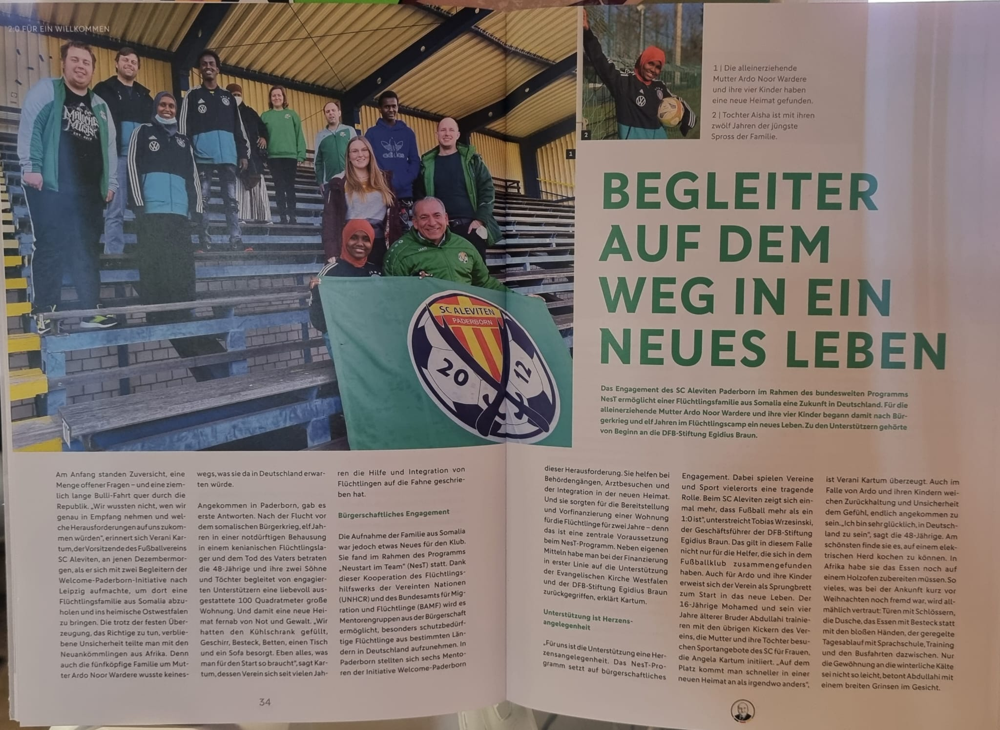 2:0 FÜR EIN WILLKOMMEN
MALOCHER
MUSIK
EST. 2012
adidas
JAKO
SC ALEVITEN
PADERBORN
20
12
1
2
1 | Die alleinerziehende
Mutter Ardo Noor Wardere
und ihre vier Kinder haben
eine neue Heimat gefunden.
2 | Tochter Aisha ist mit ihren
zwölf Jahren der jüngste
Spross der Familie.
BEGLEITER
AUF DEM
WEG IN EIN
NEUES LEBEN
Das Engagement des SC Aleviten Paderborn im Rahmen des bundesweiten Programms
NesT ermöglicht einer Flüchtlingsfamilie aus Somalia eine Zukunft in Deutschland. Für die
alleinerziehende Mutter Ardo Noor Wardere und ihre vier Kinder begann damit nach Bür-
gerkrieg und elf Jahren im Flüchtlingscamp ein neues Leben. Zu den Unterstützern gehörte
von Beginn an die DFB-Stiftung Egidius Braun.
Am Anfang standen Zuversicht, eine
Menge offener Fragen – und eine ziem-
lich lange Bulli-Fahrt quer durch die
Republik. „Wir wussten nicht, wen wir
genau in Empfang nehmen und wel-
che Herausforderungen auf uns zukom-
men würden“, erinnert sich Verani Kar-
tum, der Vorsitzende des Fußballvereins
SC Aleviten, an jenen Dezembermor-
gen, als er sich mit zwei Begleitern der
Welcome-Paderborn-Initiative nach
Leipzig aufmachte, um dort eine
Flüchtlingsfamilie aus Somalia abzu-
holen und ins heimische Ostwestfalen
zu bringen. Die trotz der festen Über-
zeugung, das Richtige zu tun, verblie-
bene Unsicherheit teilte man mit den
Neuankömmlingen aus Afrika. Denn
auch die fünfköpfige Familie um Mut-
ter Ardo Noor Wardere wusste keines-
wegs, was sie da in Deutschland erwar-
ten würde.
Angekommen in Paderborn, gab es
erste Antworten. Nach der Flucht vor
dem somalischen Bürgerkrieg, elf Jah-
ren in einer notdürftigen Behausung
in einem kenianischen Flüchtlingsla-
ger und dem Tod des Vaters betraten
die 48-Jährige und ihre zwei Söhne
und Töchter begleitet von engagier-
ten Unterstützern eine liebevoll aus-
gestattete 100 Quadratmeter große
Wohnung. Und damit eine neue Hei-
mat fernab von Not und Gewalt. „Wir
hatten den Kühlschrank gefüllt,
Geschirr, Besteck, Betten, einen Tisch
und ein Sofa besorgt. Eben alles, was
man für den Start so braucht“, sagt Kar-
tum, dessen Verein sich seit vielen Jah-
ren die Hilfe und Integration von
Flüchtlingen auf die Fahne geschrie-
ben hat.
Bürgerschaftliches Engagement
Die Aufnahme der Familie aus Somalia
war jedoch etwas Neues für den Klub.
Sie fand im Rahmen des Programms
„Neustart im Team“ (NesT) statt. Dank
dieser Kooperation des Flüchtlings-
hilfswerks der Vereinten Nationen
(UNHCR) und des Bundesamts für Mig-
ration und Flüchtlinge (BAMF) wird es
Mentorengruppen aus der Bürgerschaft
ermöglicht, besonders schutzbedürf-
tige Flüchtlinge aus bestimmten Län-
dern in Deutschland aufzunehmen. In
Paderborn stellten sich sechs Mento-
ren der Initiative Welcome-Paderborn
dieser Herausforderung. Sie helfen bei
Behördengängen, Arztbesuchen und
der Integration in der neuen Heimat.
Und sie sorgten für die Bereitstellung
und Vorfinanzierung einer Wohnung
für die Flüchtlinge für zwei Jahre – denn
das ist eine zentrale Voraussetzung
beim NesT-Programm. Neben eigenen
Mitteln habe man bei der Finanzierung
in erster Linie auf die Unterstützung
der Evangelischen Kirche Westfalen
und der DFB-Stiftung Egidius Braun
zurückgegriffen, erklärt Kartum.
Unterstützung ist Herzens-
angelegenheit
„Für uns ist die Unterstützung eine Her-
zensangelegenheit. Das NesT-Pro-
gramm setzt auf bürgerschaftliches
Engagement. Dabei spielen Vereine
und Sport vielerorts eine tragende
Rolle. Beim SC Aleviten zeigt sich ein-
mal mehr, dass Fußball mehr als ein
1:0 ist“, unterstreicht Tobias Wrzesinski,
der Geschäftsführer der DFB-Stiftung
Egidius Braun. Das gilt in diesem Falle
nicht nur für die Helfer, die sich in dem
Fußballklub zusammengefunden
haben. Auch für Ardo und ihre Kinder
erweist sich der Verein als Sprungbrett
zum Start in das neue Leben. Der
16-Jährige Mohamed und sein vier
Jahre älterer Bruder Abdullahi trainie-
ren mit den übrigen Kickern des Ver-
eins, die Mutter und ihre Töchter besu-
chen Sportangebote des SC für Frauen,
die Angela Kartum initiiert. „Auf dem
Platz kommt man schneller in einer
neuen Heimat an als irgendwo anders“,
ist Verani Kartum überzeugt. Auch im
Falle von Ardo und ihren Kindern wei-
chen Zurückhaltung und Unsicherheit
dem Gefühl, endlich angekommen zu
sein. „Ich bin sehr glücklich, in Deutsch-
land zu sein“, sagt die 48-Jährige. Am
schönsten finde sie es, auf einem elek-
trischen Herd kochen zu können. In
Afrika habe sie das Essen noch auf
einem Holzofen zubereiten müssen. So
vieles, was bei der Ankunft kurz vor
Weihnachten noch fremd war, wird all-
mählich vertraut: Türen mit Schlössern,
die Dusche, das Essen mit Besteck statt
mit den bloßen Händen, der geregelte
Tagesablauf mit Sprachschule, Training
und den Busfahrten dazwischen. Nur
die Gewöhnung an die winterliche Kälte
sei nicht so leicht, betont Abdullahi mit
einem breiten Grinsen im Gesicht.
34